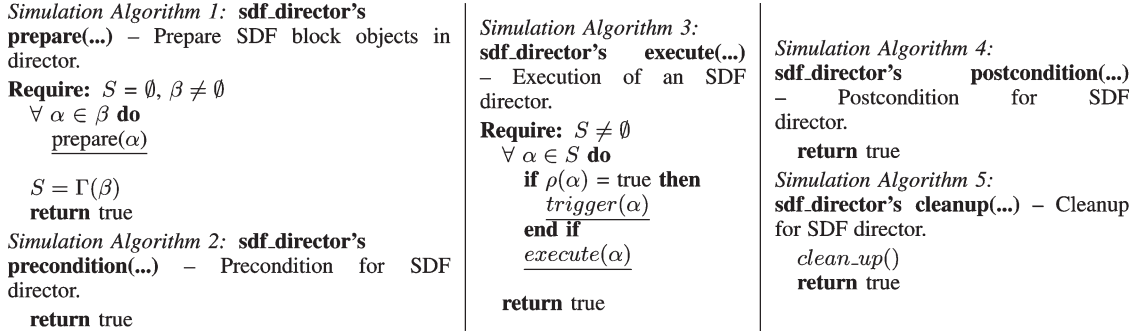 Simulation Algorithm 1: sdf_director's
prepare(...) – Prepare SDF block objects in
director.
Require: S = ∅, β ≠ ∅
∀ α ∈ β do
prepare(α)
S = Γ(β)
return true
Simulation Algorithm 2: sdf_director's
precondition(...) – Precondition for SDF
director.
return true
Simulation Algorithm 3:
sdf_director's execute(...)
– Execution of an SDF
director.
Require: S ≠ ∅
∀ α ∈ S do
if ρ(α) = true then
trigger(α)
end if
execute(α)
return true
Simulation Algorithm 4:
sdf_director's postcondition(...)
– Postcondition for SDF
director.
return true
Simulation Algorithm 5:
sdf_director's cleanup(...) – Cleanup
for SDF director.
clean_up()
return true